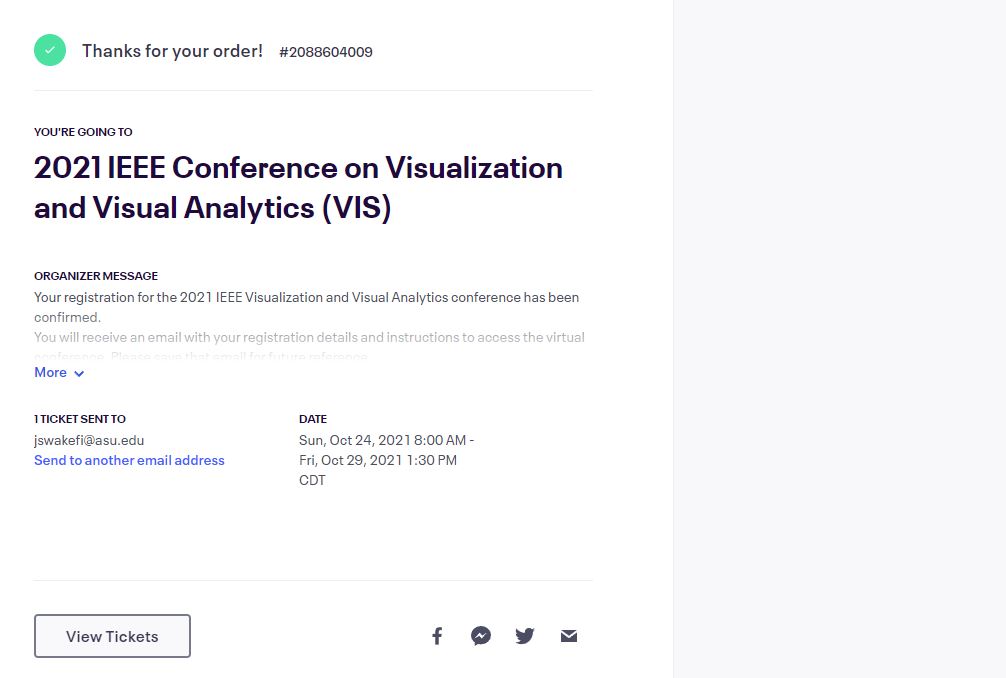 Thanks for your order! #2088604009
YOU'RE GOING TO
2021 IEEE Conference on Visualization
and Visual Analytics (VIS)
ORGANIZER MESSAGE
Your registration for the 2021 IEEE Visualization and Visual Analytics conference has been
confirmed.
You will receive an email with your registration details and instructions to access the virtual
conference. Please save that email for future reference.
More
1 TICKET SENT TO
jswakefi@asu.edu
Send to another email address
DATE
Sun, Oct 24, 2021 8:00 AM -
Fri, Oct 29, 2021 1:30 PM
CDT
View Tickets